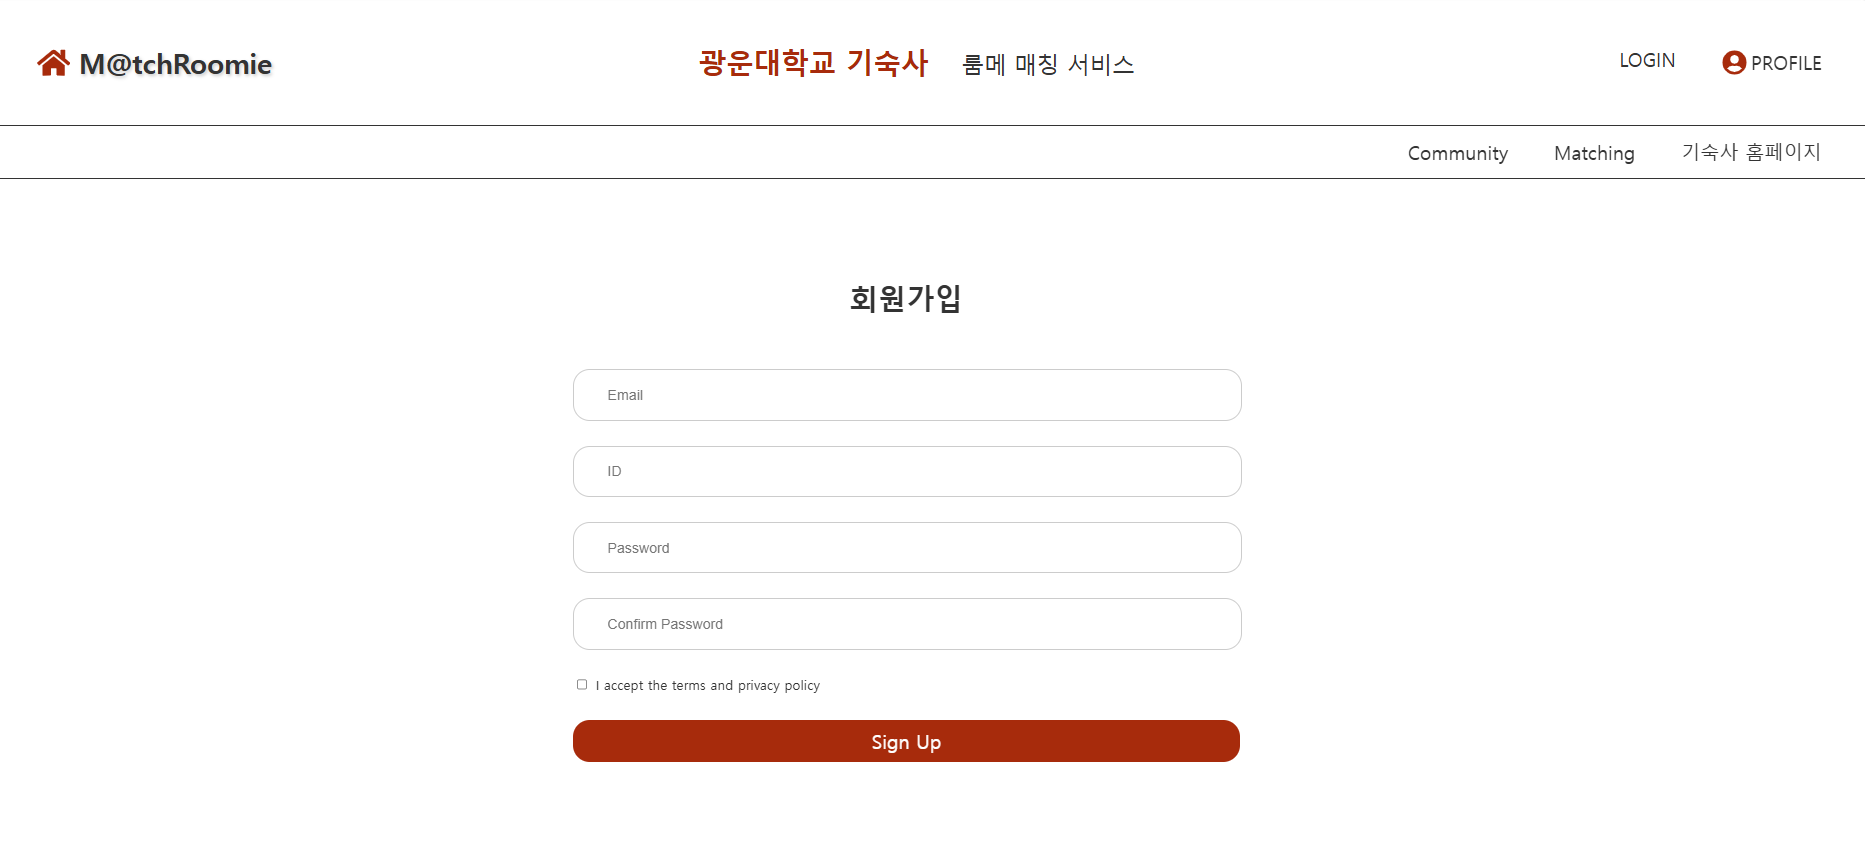 M@tchRoomie
광운대학교 기숙사 룸메 매칭 서비스
LOGIN
PROFILE
Community
Matching
기숙사 홈페이지
회원가입
Email
ID
Password
Confirm Password
I accept the terms and privacy policy
Sign Up